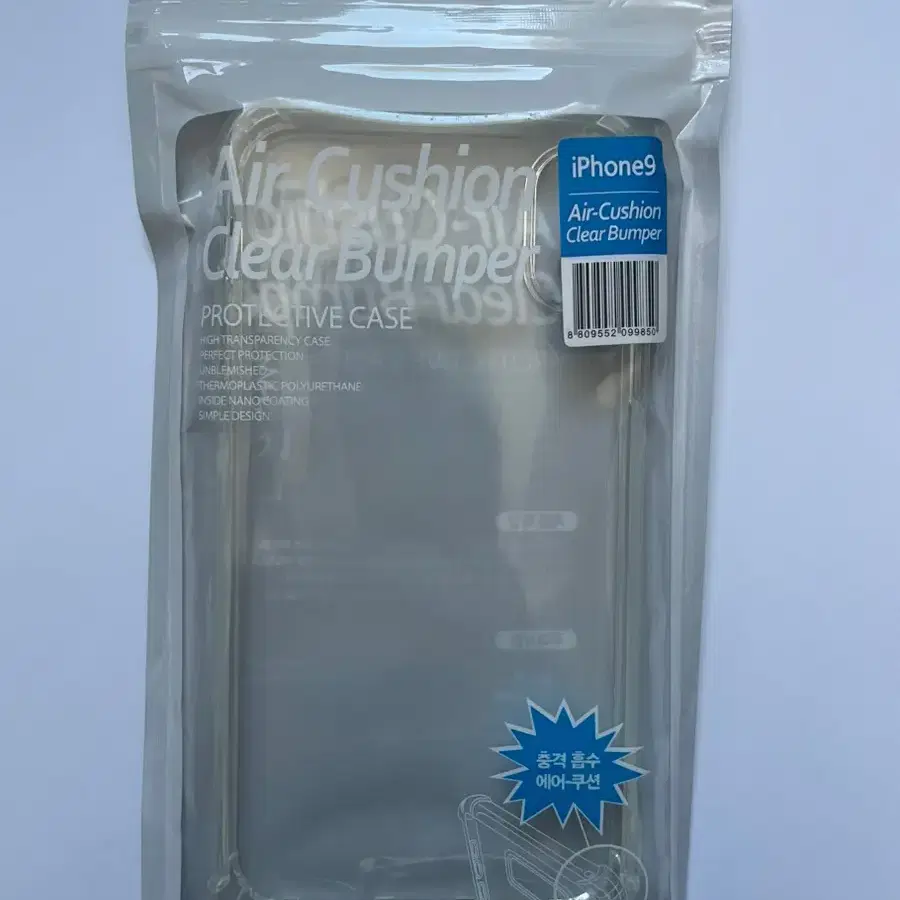 Air-Cushion
Clear Bumper
PROTECTIVE CASE
HIGH TRANSPARENCY CASE
PERFECT PROTECTION
UNBLEMISHED
THERMOPLASTIC POLYURETHANE
INSIDE NANO COATING
SIMPLE DESIGN
iPhone9
Air-Cushion
Clear Bumper
8 809552 099850
충격 흡수
에어-쿠션